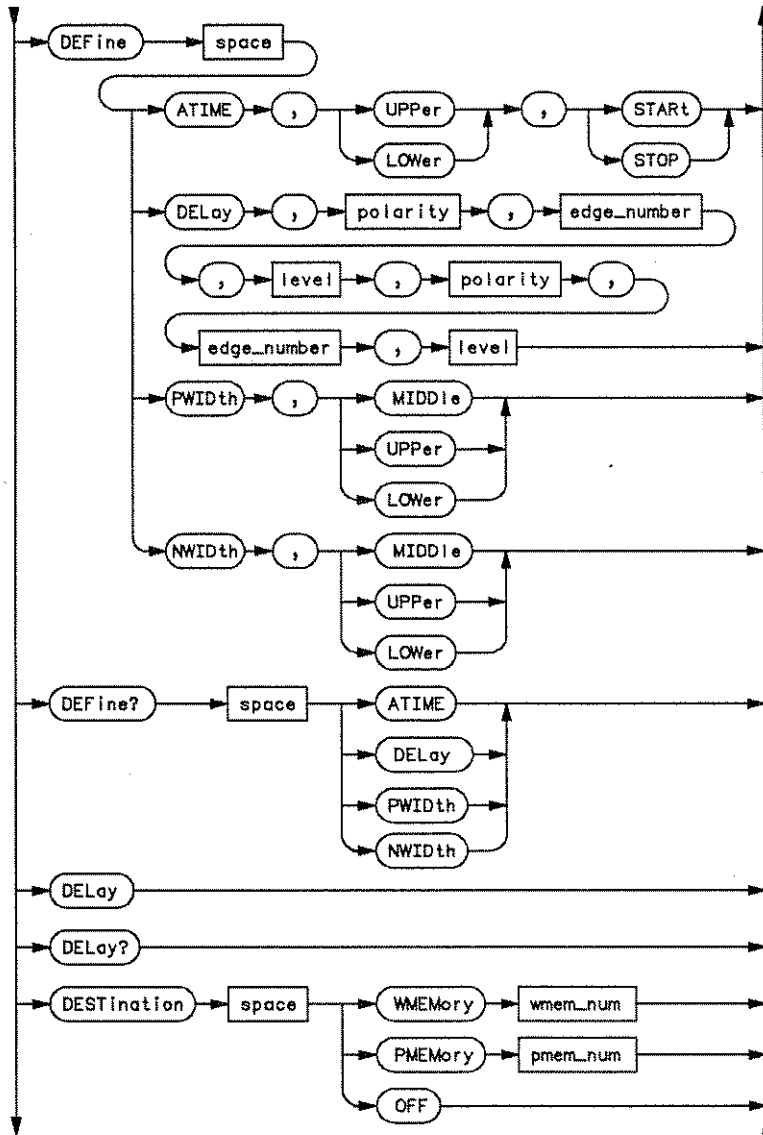 DEFine space
ATIME , UPPer , STARt
LOWer STOP
DELay , polarity , edge_number
, level , polarity ,
edge_number , level
PWIDth , MIDDle
UPPer
LOWer
NWIDth , MIDDle
UPPer
LOWer
DEFine? space ATIME
DELay
PWIDth
NWIDth
DELay
DELay?
DESTination space WMEMory wmem_num
PMEMory pmem_num
OFF